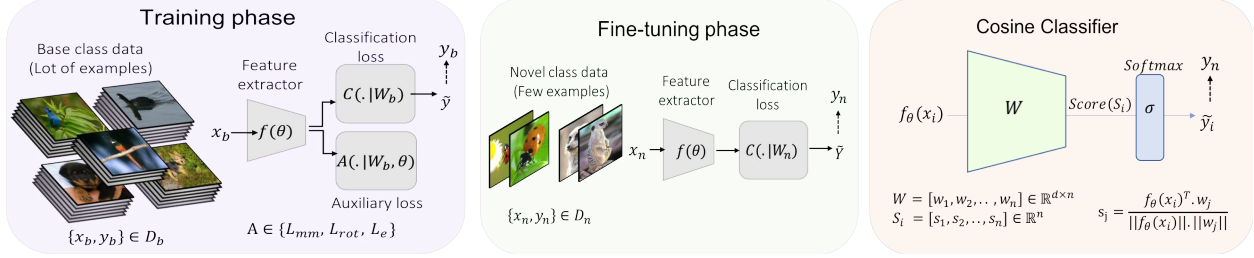 Training phase
Base class data
(Lot of examples)
Feature
extractor
Classification
loss
y_b
C(. |W_b)
ỹ
x_b
f(θ)
A(. |W_b, θ)
Auxiliary loss
{x_b, y_b} ∈ D_b
A ∈ {L_mm, L_rot, L_e}
Fine-tuning phase
Novel class data
(Few examples)
Feature
extractor
Classification
loss
y_n
x_n
f(θ)
C(. |W_n)
Ỹ
{x_n, y_n} ∈ D_n
Cosine Classifier
Softmax
y_n
f_θ(x_i)
W
Score(S_i)
σ
ỹ_i
W = [w_1, w_2, . . , w_n] ∈ ℝ^{d×n}
S_i = [s_1, s_2, . . , s_n] ∈ ℝ^n
s_j = f_θ(x_i)^T . w_j / ||f_θ(x_i)||. ||w_j||